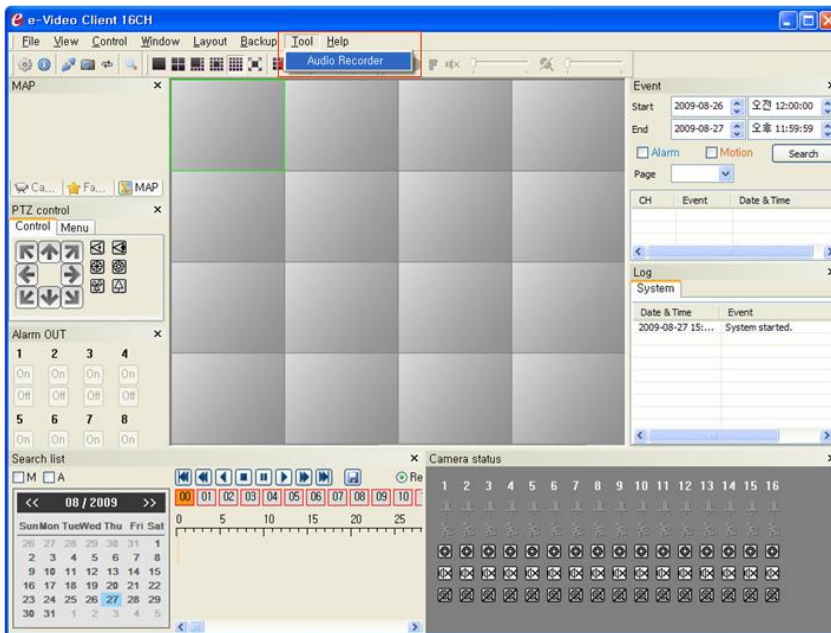 e-Video Client 16CH
File View Control Window Layout Backup Tool Help
Audio Recorder
MAP
Ca... Fa... MAP
PTZ control
Control Menu
Alarm OUT
1 2 3 4
On On On On
Off Off Off Off
5 6 7 8
On On On On
Event
Start 2009-08-26 오전 12:00:00
End 2009-08-27 오후 11:59:59
Alarm Motion Search
Page
CH Event Date & Time
Log
System
Date & Time Event
2009-08-27 15:... System started.
Search list
M A
<< 08 / 2009 >>
Sun Mon Tue Wed Thu Fri Sat
26 27 28 29 30 31 1
2 3 4 5 6 7 8
9 10 11 12 13 14 15
16 17 18 19 20 21 22
23 24 25 26 27 28 29
30 31 1 2 3 4 5
Re
00 01 02 03 04 05 06 07 08 09 10
0 5 10 15 20 25
Camera status
1 2 3 4 5 6 7 8 9 10 11 12 13 14 15 16